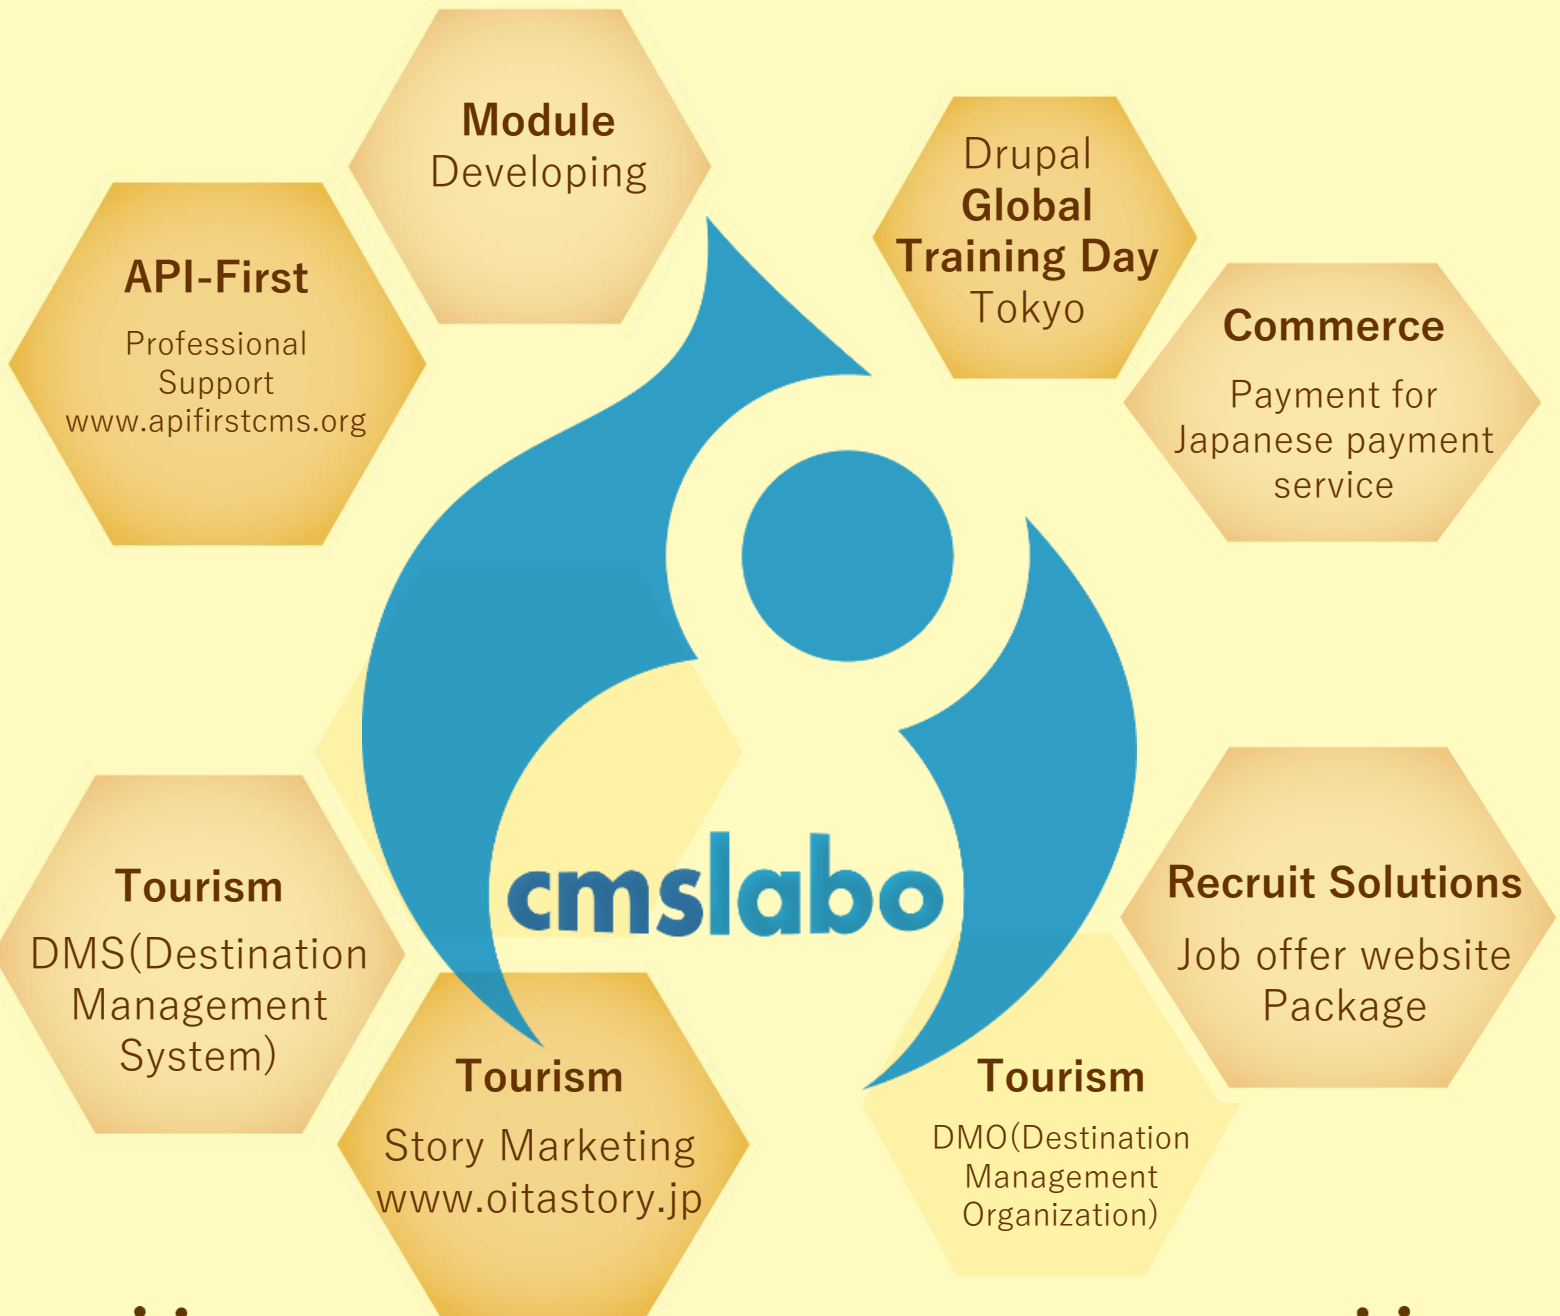 Module
Developing
Drupal
Global
Training Day
Tokyo
API-First
Professional
Support
www.apifirstcms.org
Commerce
Payment for
Japanese payment
service
cmslabo
Tourism
DMS(Destination
Management
System)
Recruit Solutions
Job offer website
Package
Tourism
Story Marketing
www.oitastory.jp
Tourism
DMO(Destination
Management
Organization)